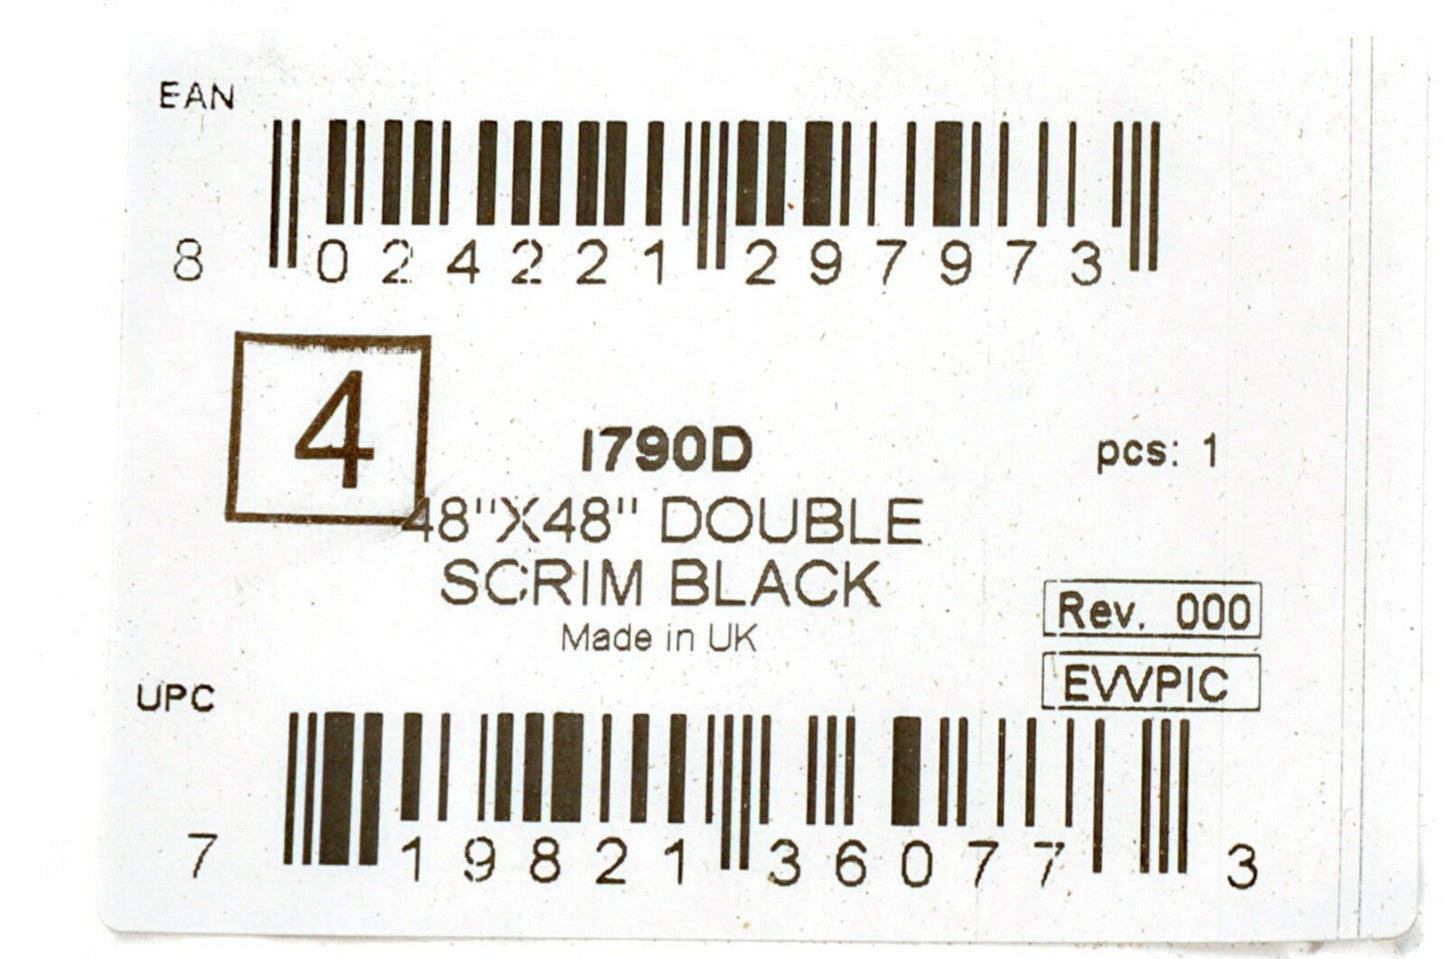 EAN
8 024221 297973
4
I790D
pcs: 1
48"X48" DOUBLE
SCRIM BLACK
Made in UK
Rev. 000
EVVPIC
UPC
7 19821 36077 3